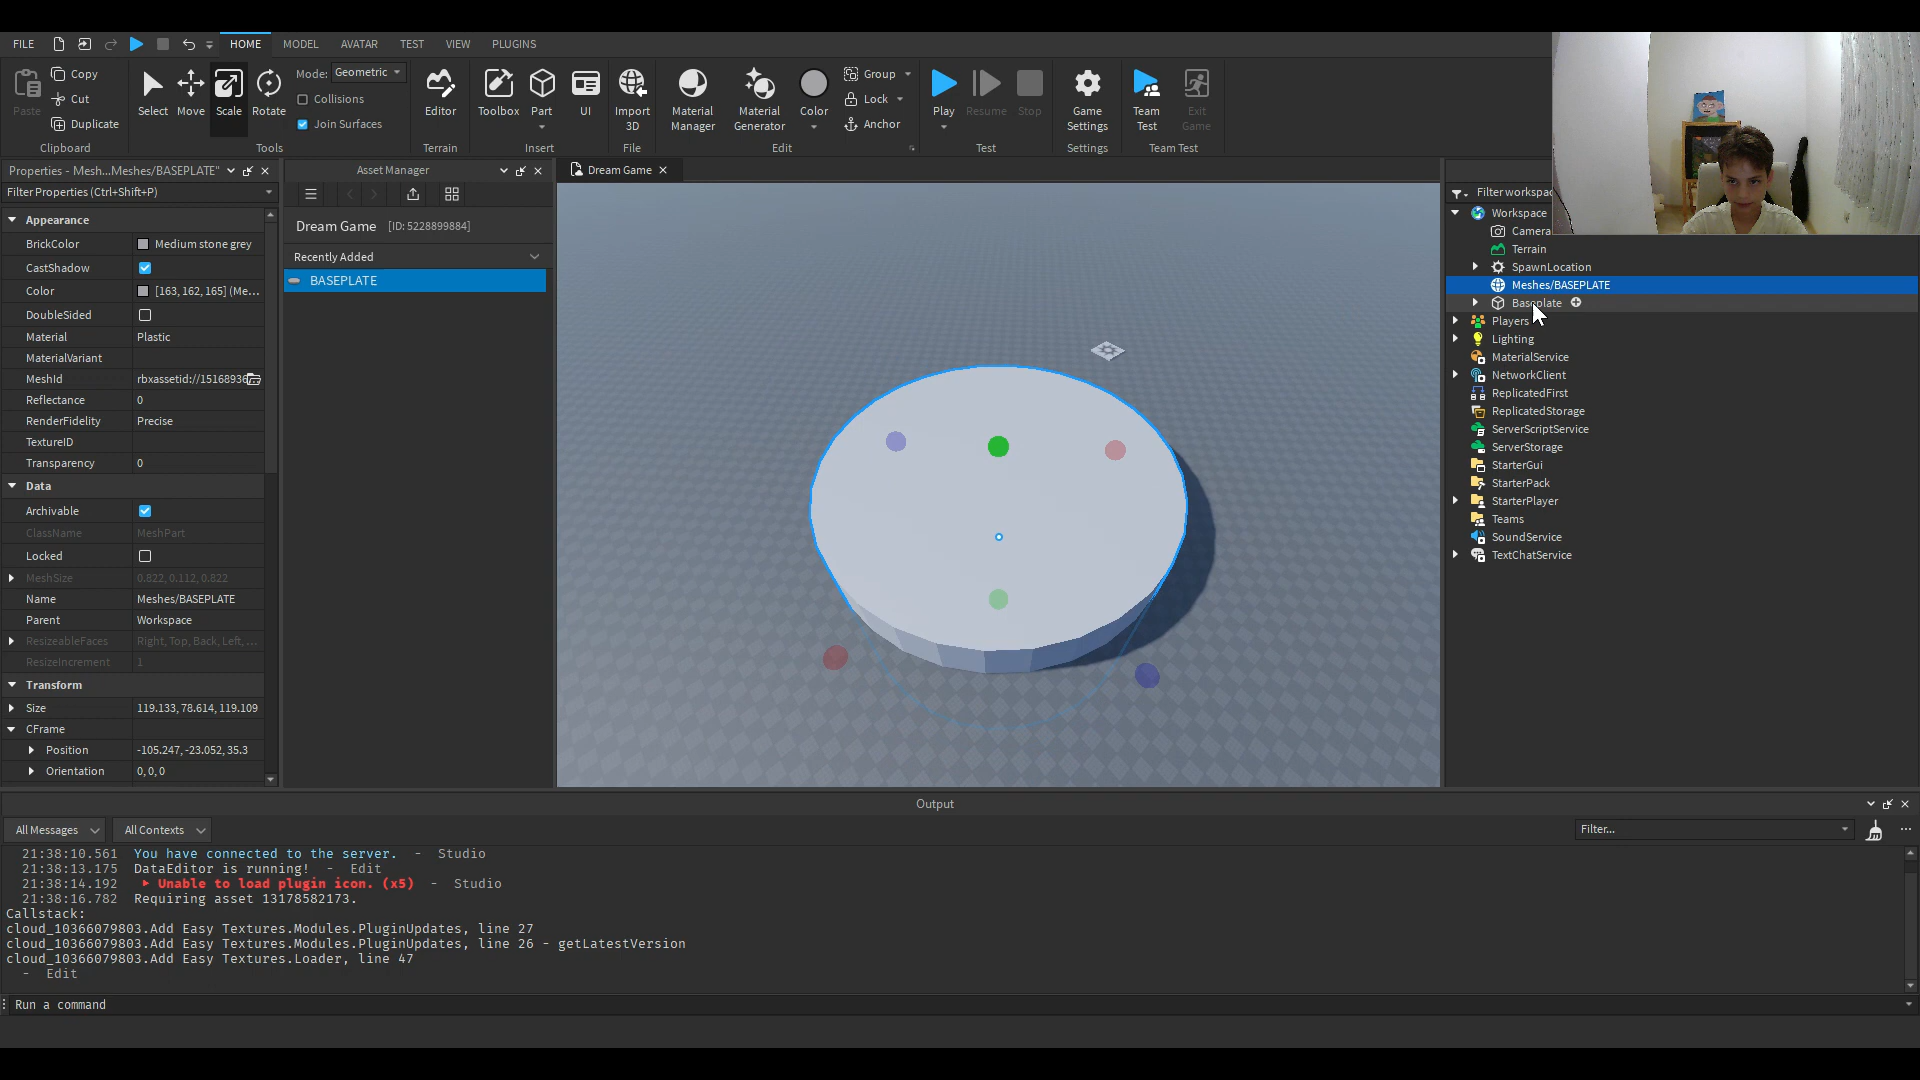 FILE HOME MODEL AVATAR TEST VIEW PLUGINS
Paste Copy Cut Duplicate Clipboard
Select Move Scale Rotate
Mode: Geometric
Collisions
Join Surfaces
Tools
Editor
Terrain
Toolbox Part UI
Insert
Import 3D
File
Material Manager
Material Generator
Color
Group
Lock
Anchor
Edit
Play Resume Stop
Test
Game Settings
Settings
Team Test
Exit Game
Team Test
Properties - Mesh...Meshes/BASEPLATE"
Filter Properties (Ctrl+Shift+P)
Appearance
BrickColor Medium stone grey
CastShadow
Color [163, 162, 165] (Me...
DoubleSided
Material Plastic
MaterialVariant
MeshId rbxassetid://15168936
Reflectance 0
RenderFidelity Precise
TextureID
Transparency 0
Data
Archivable
ClassName MeshPart
Locked
MeshSize 0.822, 0.112, 0.822
Name Meshes/BASEPLATE
Parent Workspace
ResizeableFaces Right, Top, Back, Left, ...
ResizeIncrement 1
Transform
Size 119.133, 78.614, 119.109
CFrame
Position -105.247, -23.052, 35.3
Orientation 0, 0, 0
Asset Manager
Dream Game [ID: 5228899884]
Recently Added
BASEPLATE
Dream Game
Filter workspac
Workspace
Camera
Terrain
SpawnLocation
Meshes/BASEPLATE
Baseplate
Players
Lighting
MaterialService
NetworkClient
ReplicatedFirst
ReplicatedStorage
ServerScriptService
ServerStorage
StarterGui
StarterPack
StarterPlayer
Teams
SoundService
TextChatService
Output
All Messages All Contexts Filter...
21:38:10.561 You have connected to the server. - Studio
21:38:13.175 DataEditor is running! - Edit
21:38:14.192 Unable to load plugin icon. (x5) - Studio
21:38:16.782 Requiring asset 13178582173.
Callstack:
cloud_10366079803.Add Easy Textures.Modules.PluginUpdates, line 27
cloud_10366079803.Add Easy Textures.Modules.PluginUpdates, line 26 - getLatestVersion
cloud_10366079803.Add Easy Textures.Loader, line 47
- Edit
Run a command